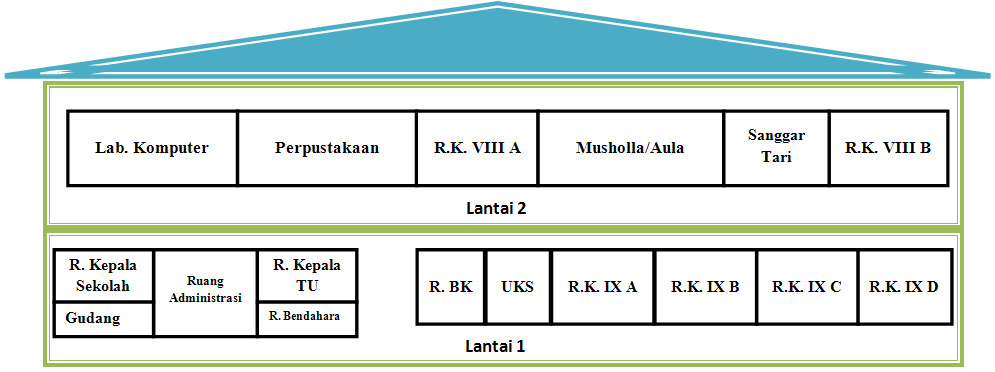 Lab. Komputer
Perpustakaan
R.K. VIII A
Musholla/Aula
Sanggar
Tari
R.K. VIII B
Lantai 2
R. Kepala
Sekolah
Gudang
Ruang
Administrasi
R. Kepala
TU
R. Bendahara
R. BK
UKS
R.K. IX A
R.K. IX B
R.K. IX C
R.K. IX D
Lantai 1